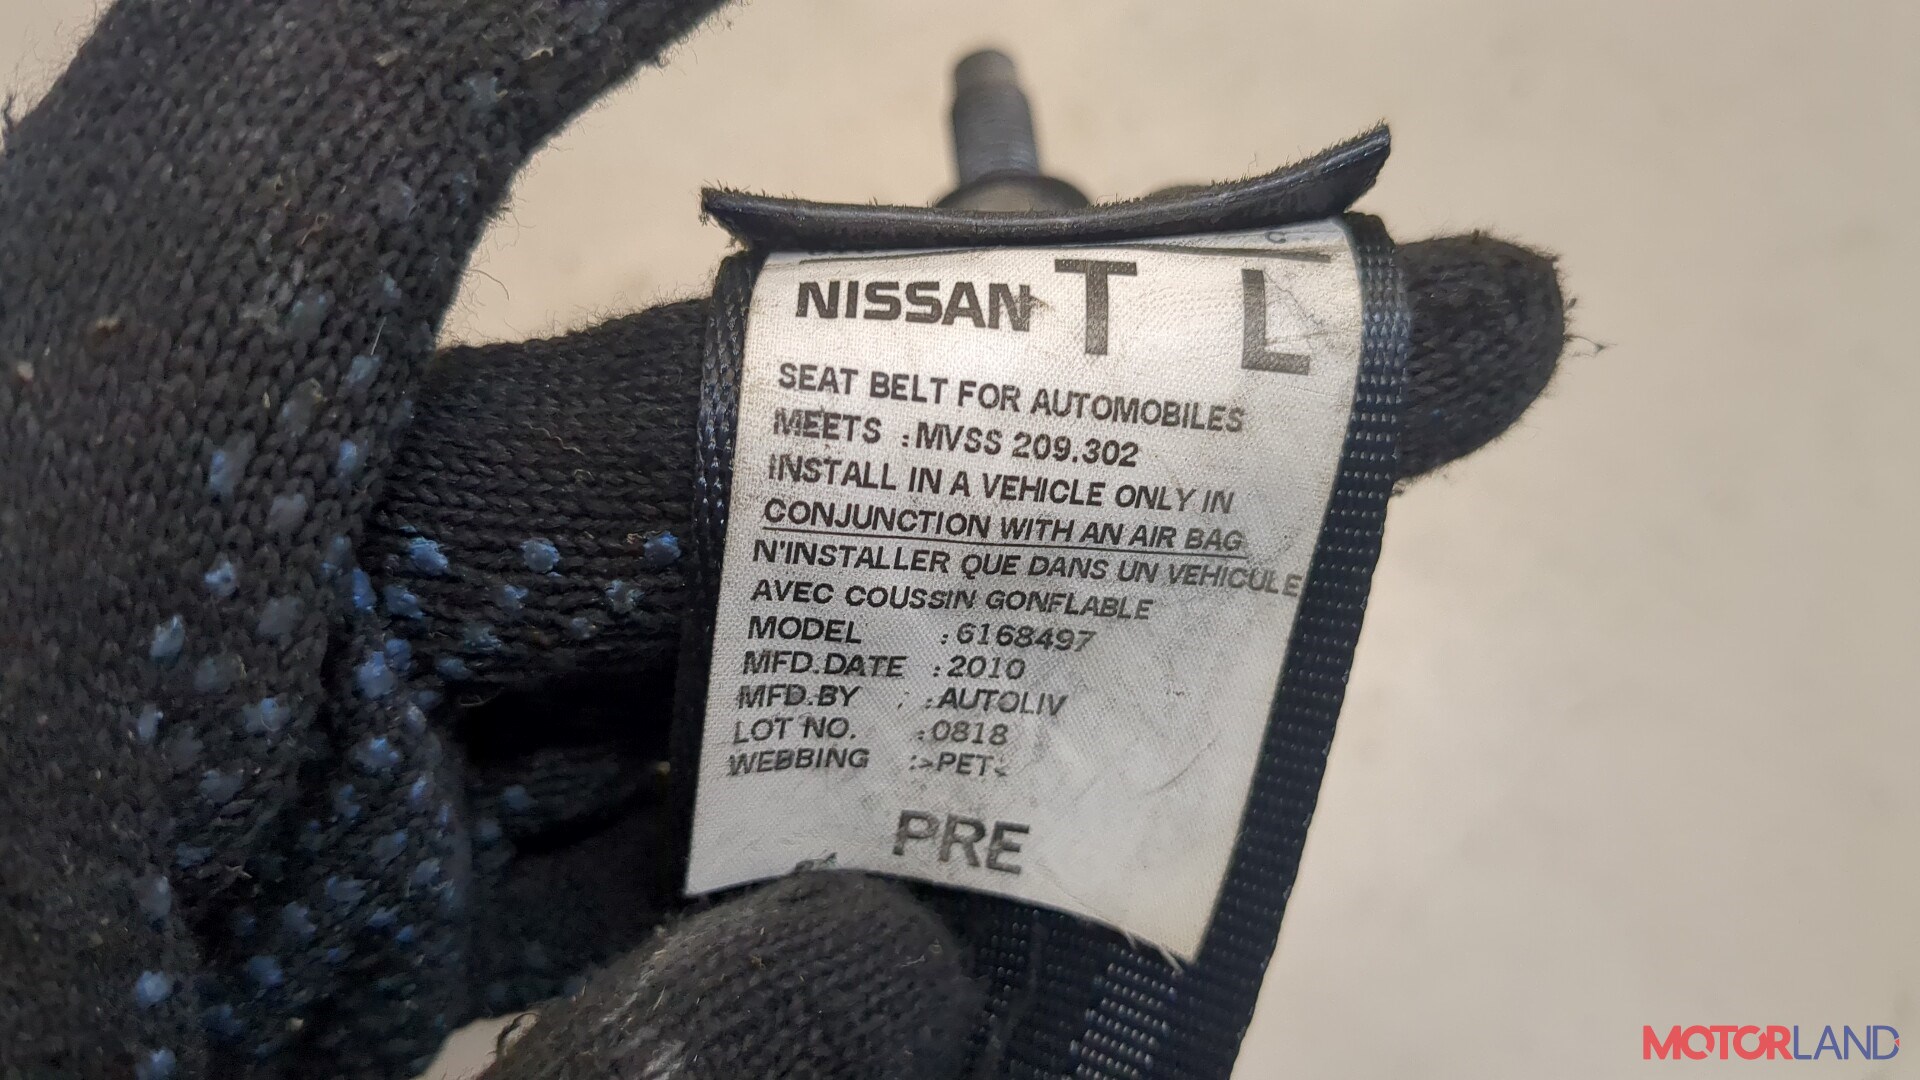 NISSAN T L
SEAT BELT FOR AUTOMOBILES
MEETS :MVSS 209.302
INSTALL IN A VEHICLE ONLY IN
CONJUNCTION WITH AN AIR BAG
N'INSTALLER QUE DANS UN VEHICULE
AVEC COUSSIN GONFLABLE
MODEL :6168497
MFD.DATE :2010
MFD.BY :AUTOLIV
LOT NO. :0818
WEBBING :>PET<
PRE
MOTORLAND